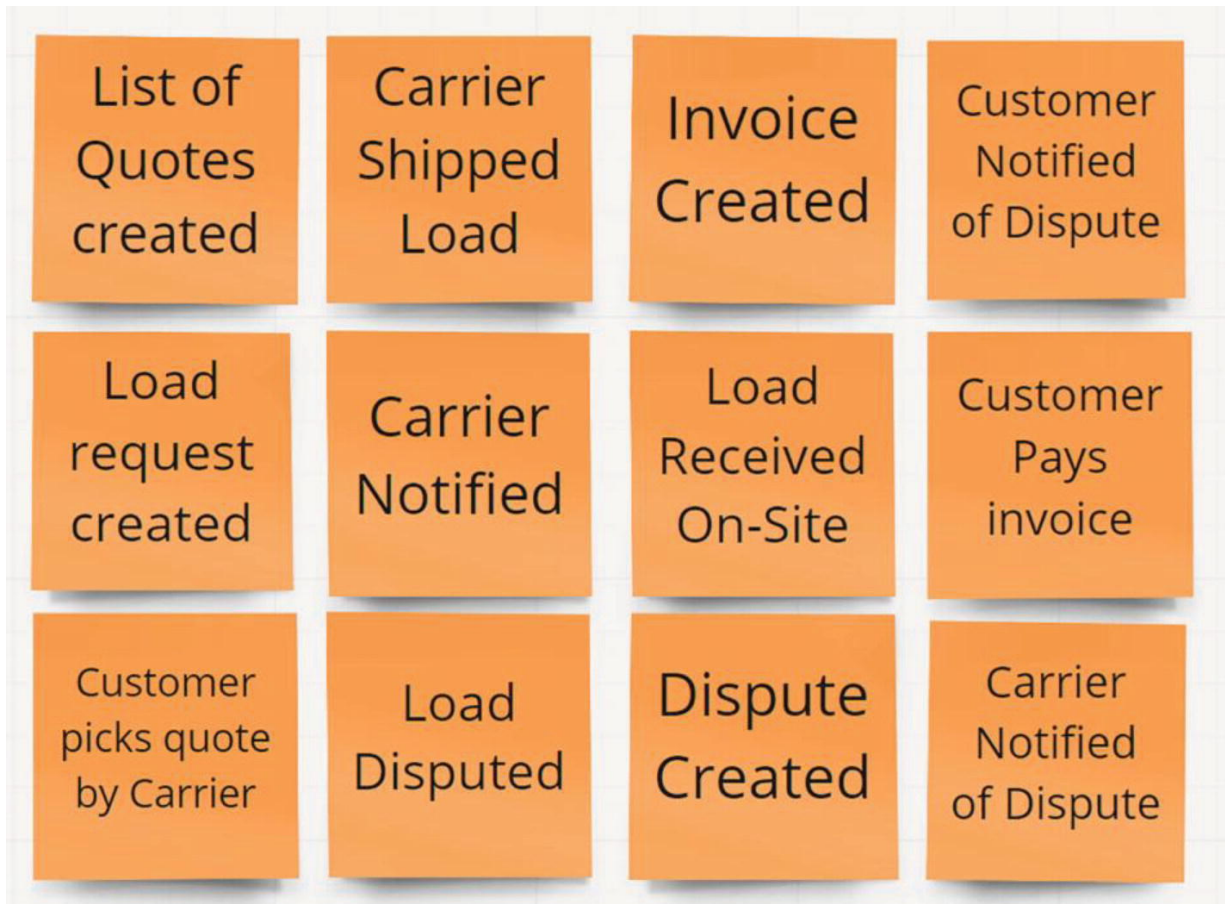 List of
Quotes
created
Carrier
Shipped
Load
Invoice
Created
Customer
Notified
of Dispute
Load
request
created
Carrier
Notified
Load
Received
On-Site
Customer
Pays
invoice
Customer
picks quote
by Carrier
Load
Disputed
Dispute
Created
Carrier
Notified
of Dispute